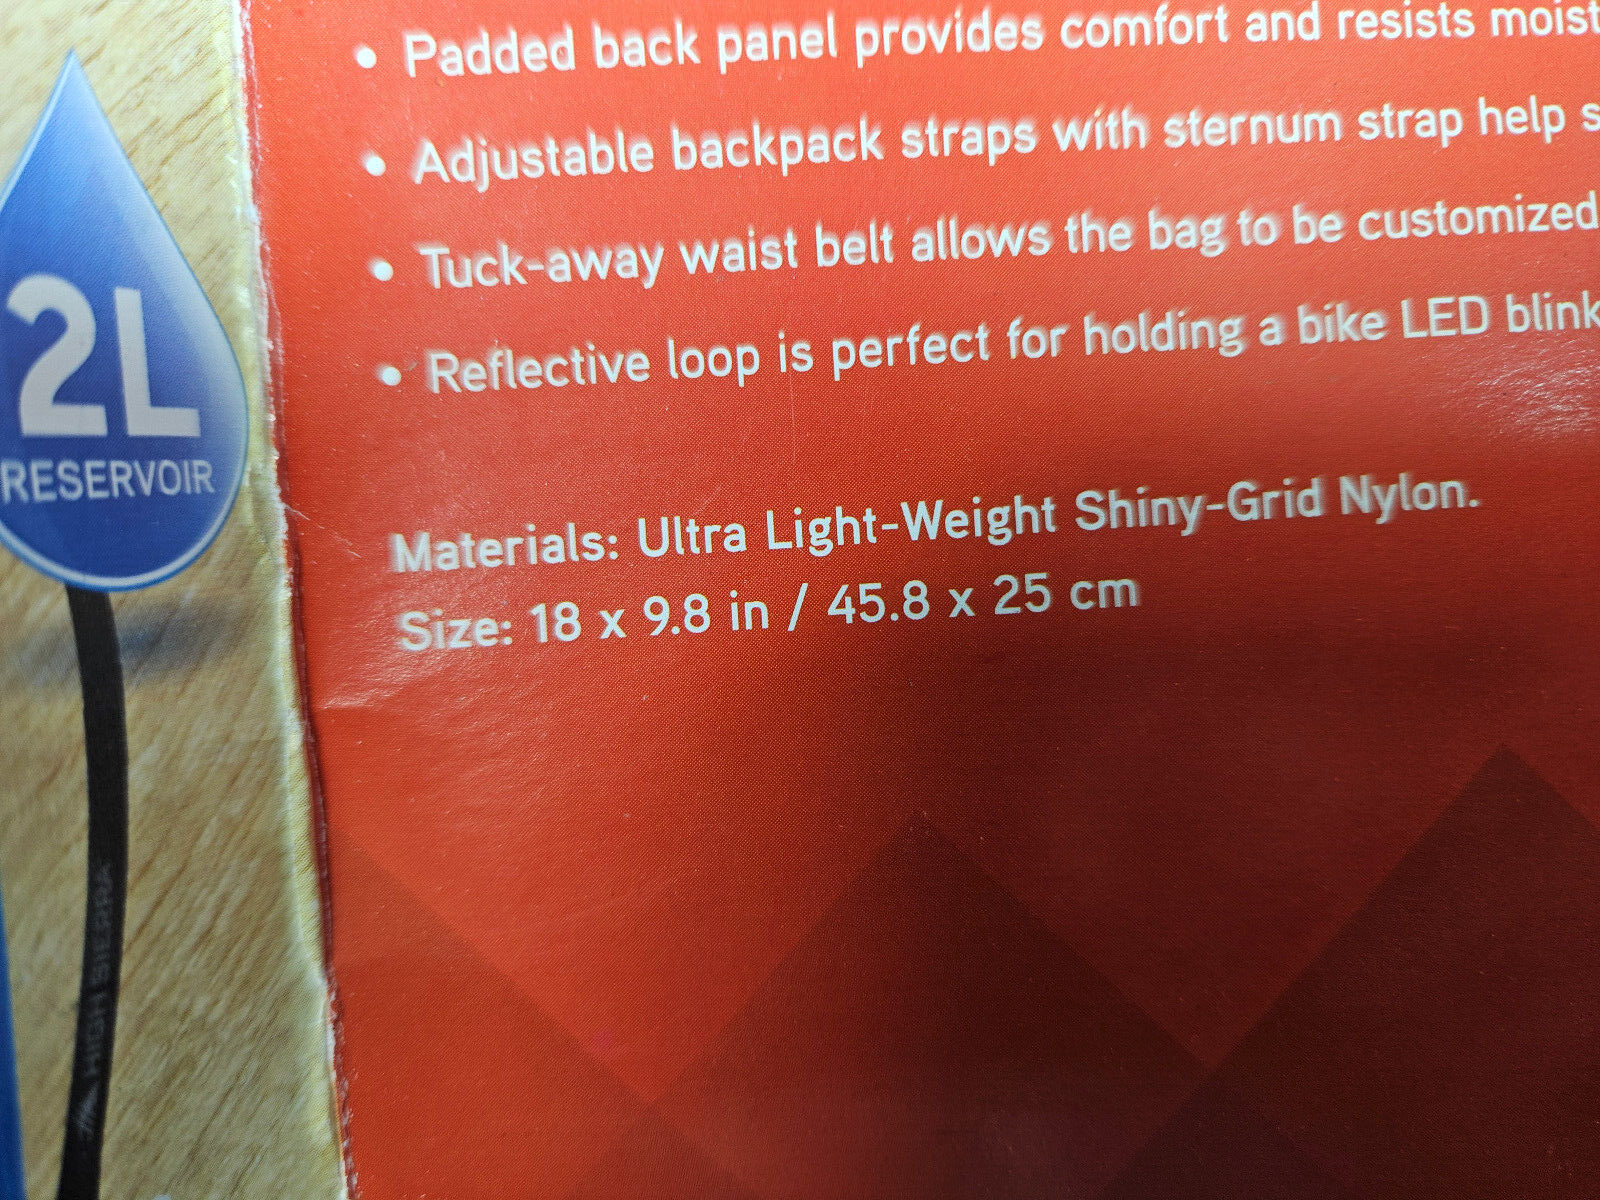 • Padded back panel provides comfort and resists moist
• Adjustable backpack straps with sternum strap help s
• Tuck-away waist belt allows the bag to be customized
• Reflective loop is perfect for holding a bike LED blink
2L
RESERVOIR
Materials: Ultra Light-Weight Shiny-Grid Nylon.
Size: 18 x 9.8 in / 45.8 x 25 cm
HIGH SIERRA